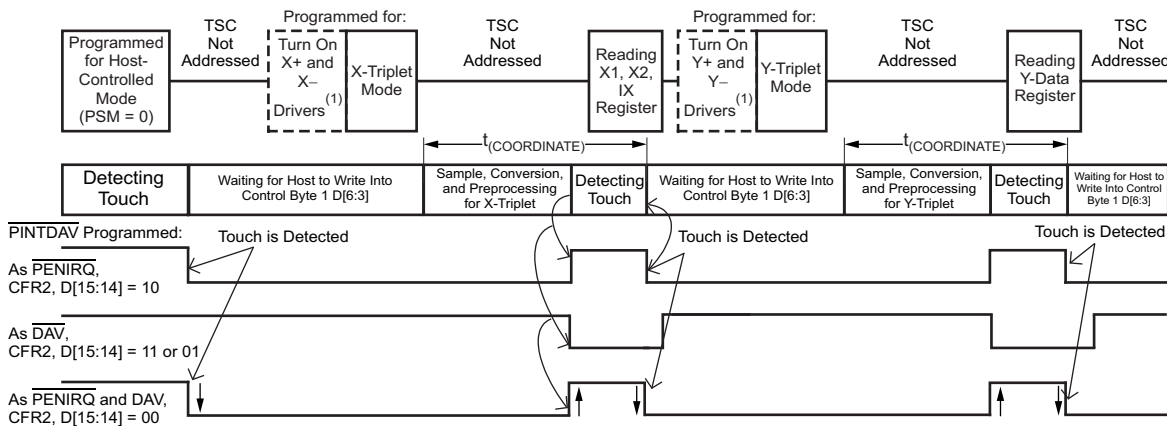 Programmed for:
Programmed for:
Programmed
for Host-
Controlled
Mode
(PSM = 0)
TSC
Not
Addressed
Turn On
X+ and
X–
Drivers(1)
X-Triplet
Mode
TSC
Not
Addressed
Reading
X1, X2,
IX
Register
Turn On
Y+ and
Y–
Drivers(1)
Y-Triplet
Mode
TSC
Not
Addressed
Reading
Y-Data
Register
TSC
Not
Addressed
t(COORDINATE)
t(COORDINATE)
Detecting
Touch
Waiting for Host to Write Into
Control Byte 1 D[6:3]
Sample, Conversion,
and Preprocessing
for X-Triplet
Detecting
Touch
Waiting for Host to Write Into
Control Byte 1 D[6:3]
Sample, Conversion,
and Preprocessing
for Y-Triplet
Detecting
Touch
Waiting for Host to
Write Into Control
Byte 1 D[6:3]
PINTDAV Programmed:
Touch is Detected
Touch is Detected
Touch is Detected
As PENIRQ,
CFR2, D[15:14] = 10
As DAV,
CFR2, D[15:14] = 11 or 01
As PENIRQ and DAV,
CFR2, D[15:14] = 00